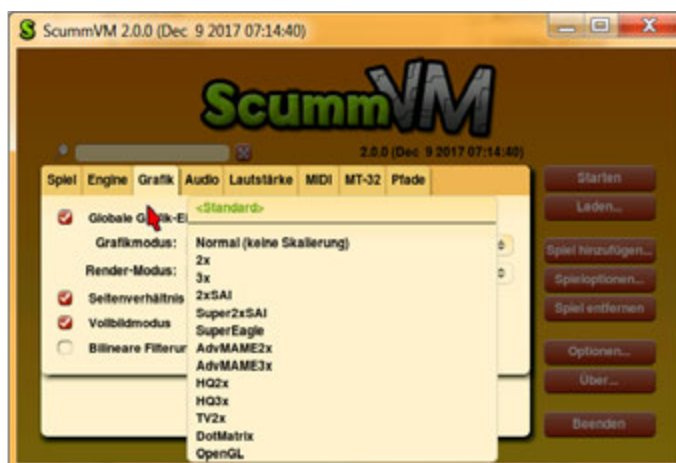 ScummVM 2.0.0 (Dec 9 2017 07:14:40)
ScummVM
2.0.0 (Dec 9 2017 07:14:40)
Spiel Engine Grafik Audio Lautstärke MIDI MT-32 Pfade
Starten
Laden...
Spiel hinzufügen...
Spieloptionen...
Spiel entfernen
Optionen...
Über...
Beenden
Globale Grafik-Ei
Grafikmodus:
Render-Modus:
Seitenverhältnis
Vollbildmodus
Bilineare Filterur
<Standard>
Normal (keine Skalierung)
2x
3x
2xSAI
Super2xSAI
SuperEagle
AdvMAME2x
AdvMAME3x
HQ2x
HQ3x
TV2x
DotMatrix
OpenGL